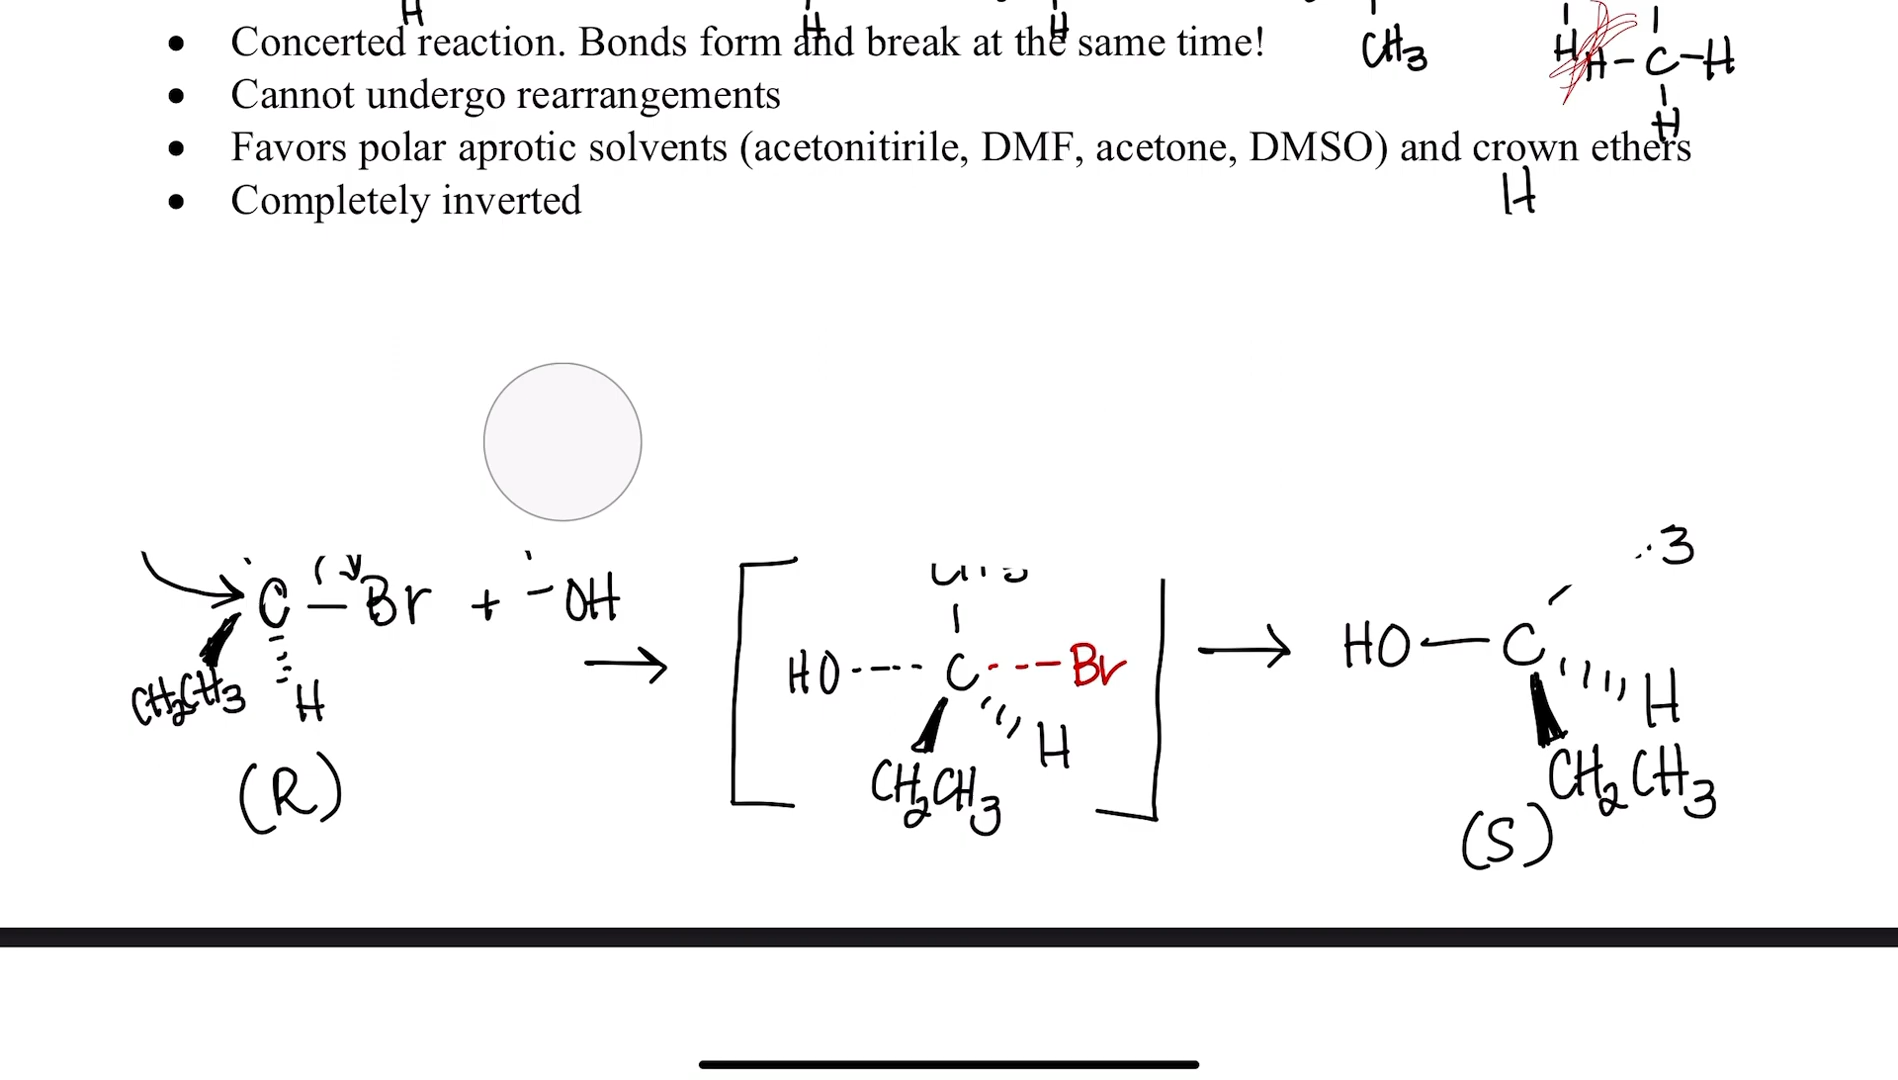 H H H
• Concerted reaction. Bonds form and break at the same time!
CH3 H H-C-H
• Cannot undergo rearrangements
H
• Favors polar aprotic solvents (acetonitirile, DMF, acetone, DMSO) and crown ethers
• Completely inverted
H
3
C-Br + -OH → [HO----C---Br] → HO-C
CH2CH3 H
CH2CH3 H
H
CH2CH3
(R)
(S)